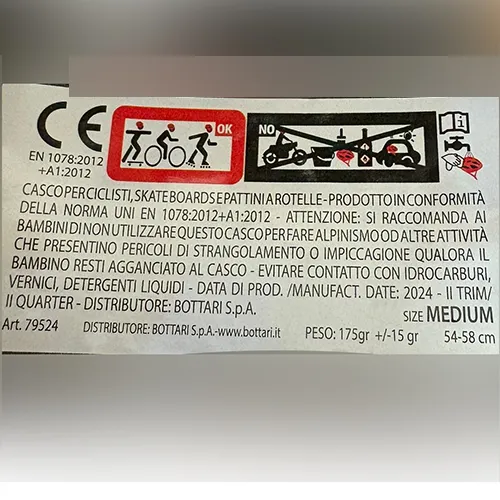 CE
EN 1078:2012
+A1:2012
OK
NO
CASCO PER CICLISTI, SKATEBOARDS E PATTINI A ROTELLE - PRODOTTO IN CONFORMITÀ
DELLA NORMA UNI EN 1078:2012+A1:2012 - ATTENZIONE: SI RACCOMANDA AI
BAMBINI DI NON UTILIZZARE QUESTO CASCO PER FARE ALPINISMO OD ALTRE ATTIVITÀ
CHE PRESENTINO PERICOLI DI STRANGOLAMENTO O IMPICCAGIONE QUALORA IL
BAMBINO RESTI AGGANCIATO AL CASCO - EVITARE CONTATTO CON IDROCARBURI,
VERNICI, DETERGENTI LIQUIDI - DATA DI PROD. /MANUFACT. DATE: 2024 - II TRIM/
II QUARTER - DISTRIBUTORE: BOTTARI S.p.A.
SIZE MEDIUM
Art. 79524 DISTRIBUTORE: BOTTARI S.p.A.-www.bottari.it PESO: 175gr +/-15 gr 54-58 cm